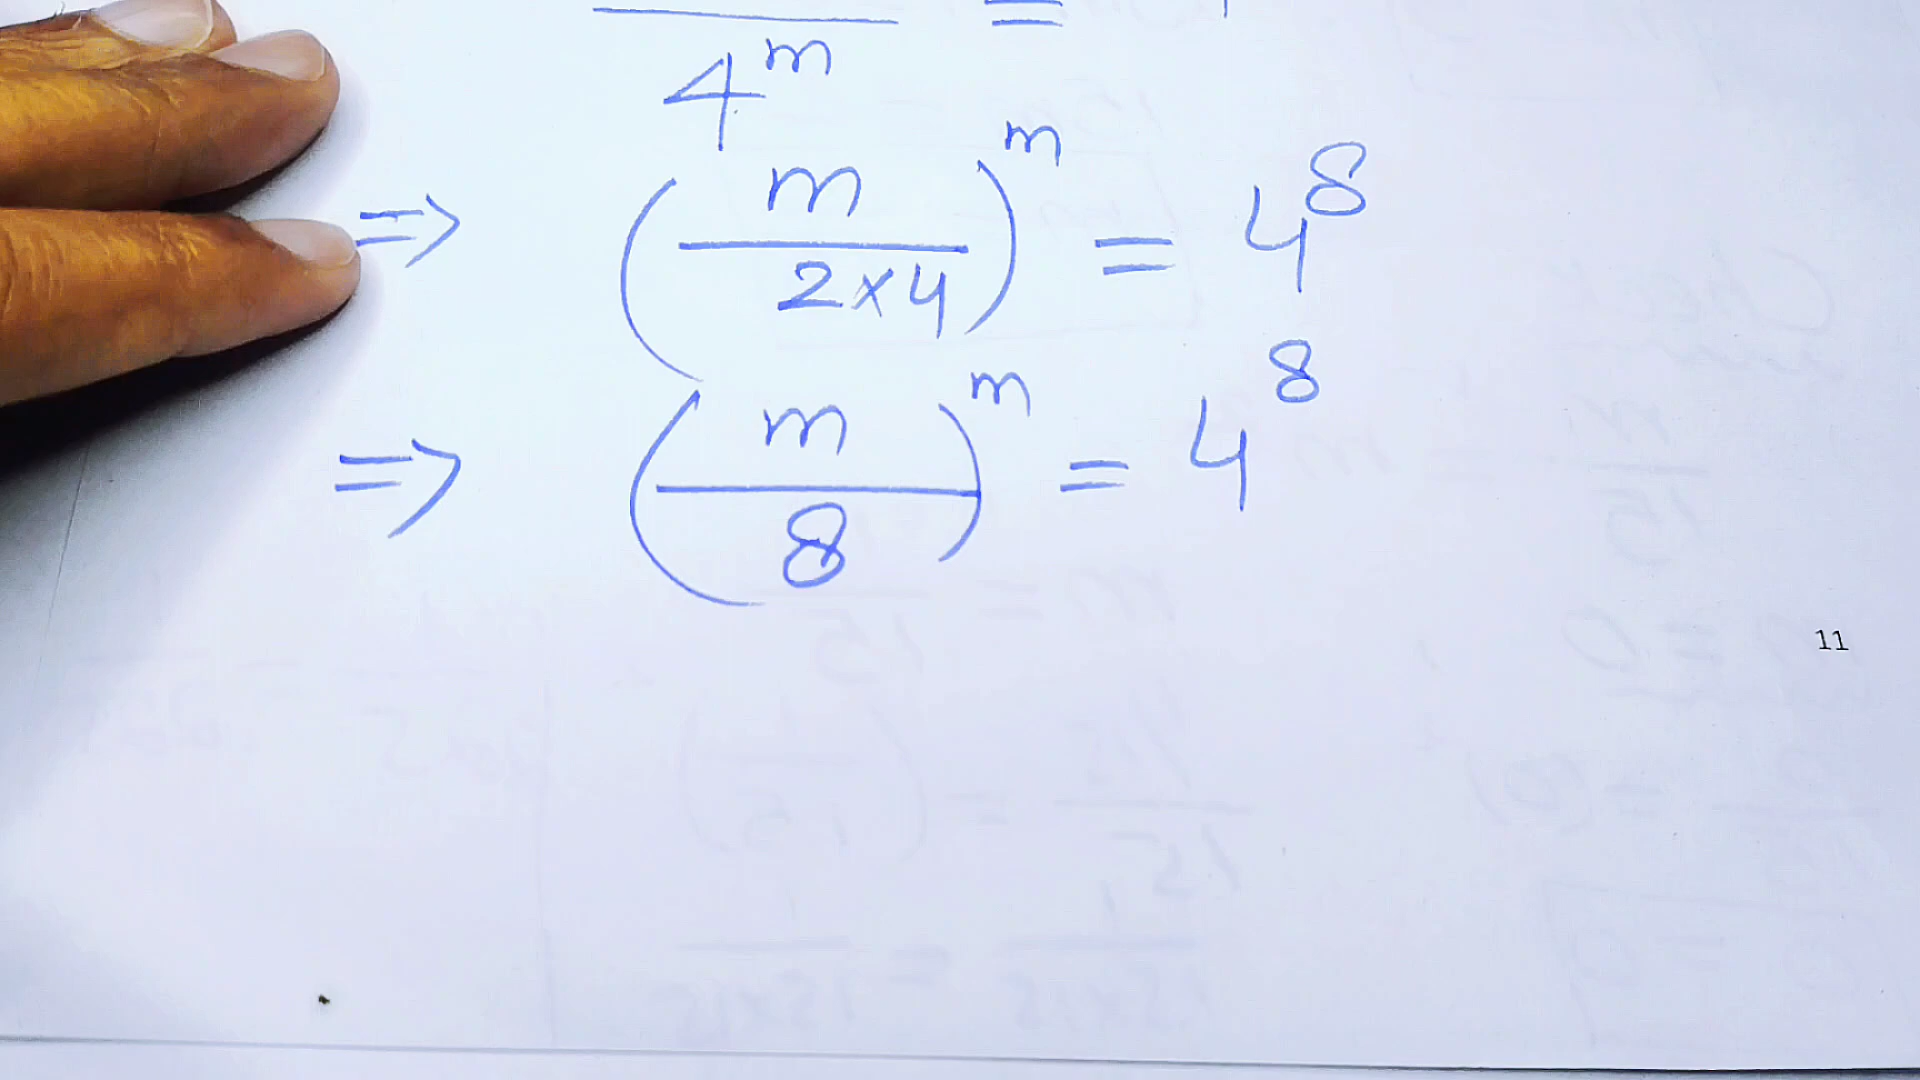 4^m =
=> (m / 2×4)^m = 4^8
=> (m / 8)^m = 4^8
11